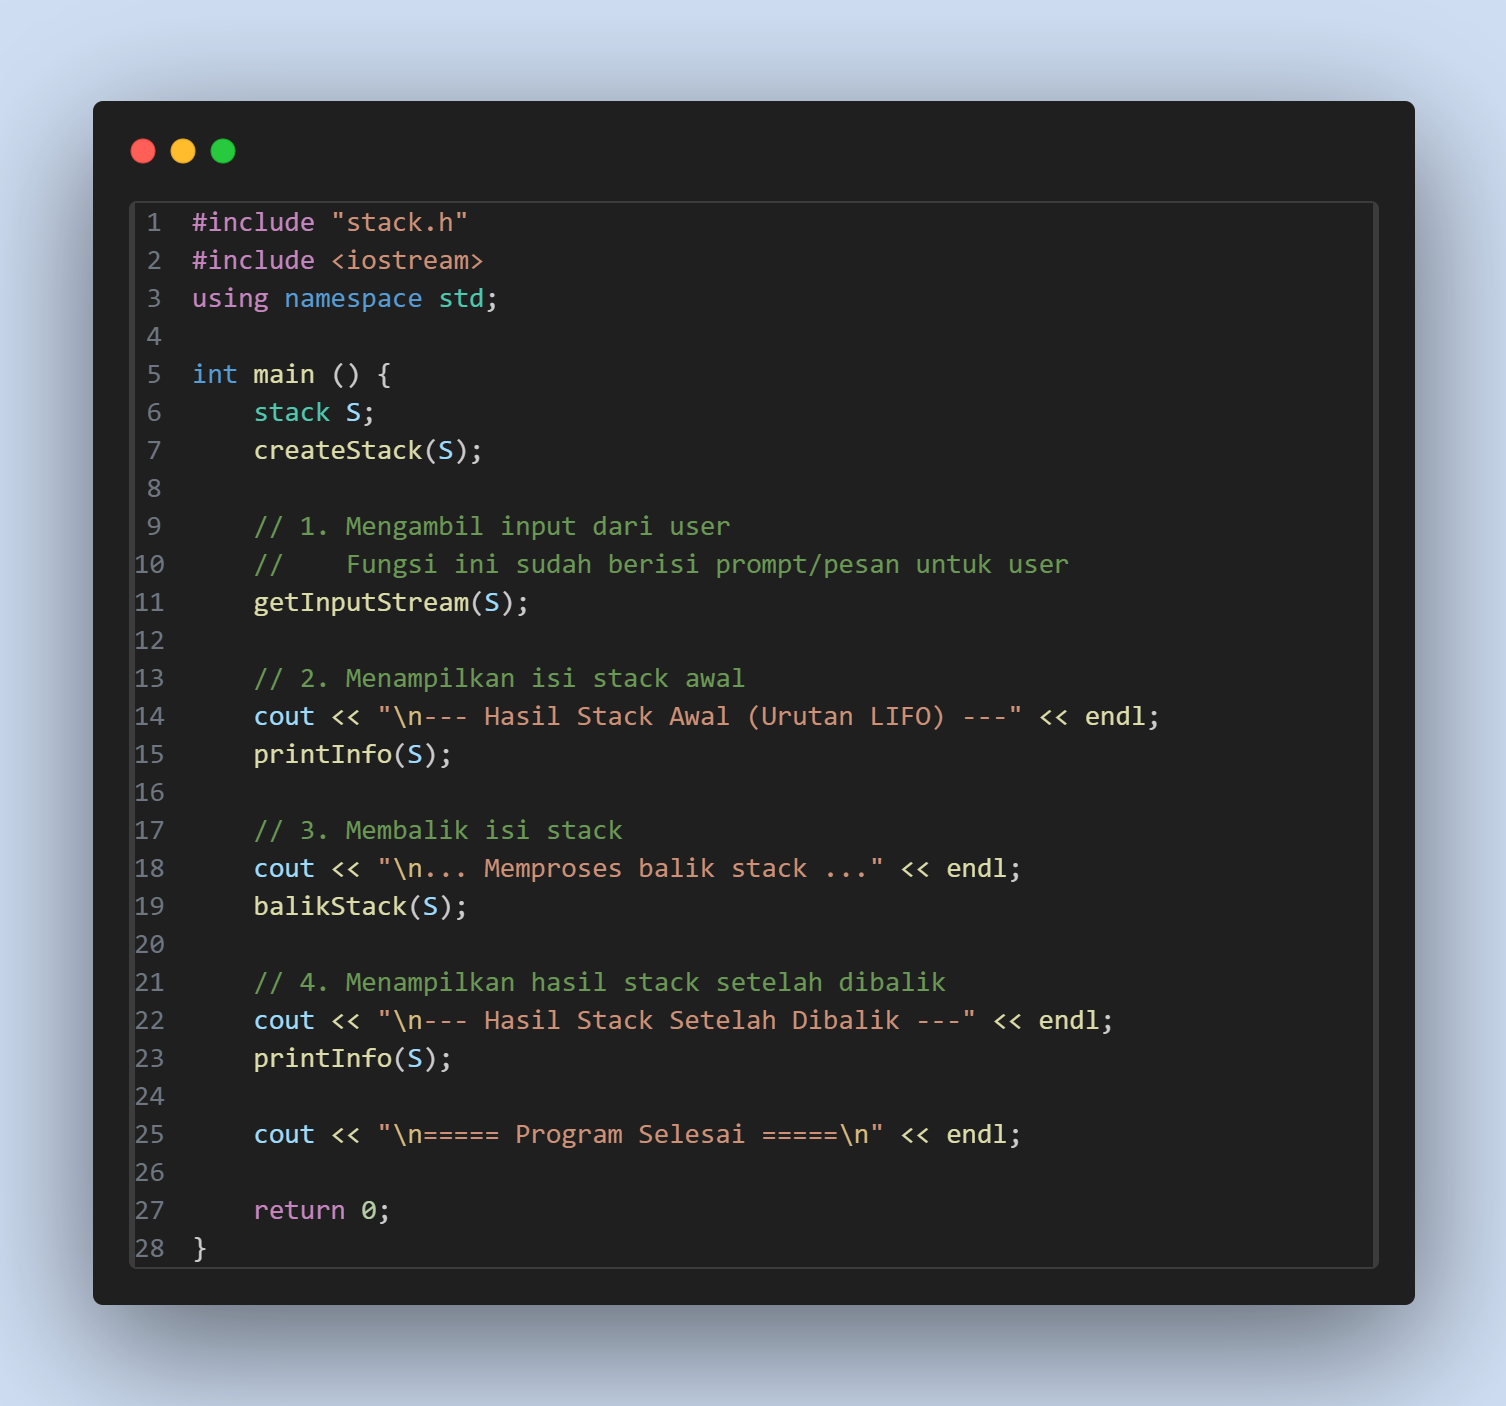 1 #include "stack.h"
2 #include <iostream>
3 using namespace std;
4
5 int main () {
6     stack S;
7     createStack(S);
8
9     // 1. Mengambil input dari user
10     //    Fungsi ini sudah berisi prompt/pesan untuk user
11     getInputStream(S);
12
13     // 2. Menampilkan isi stack awal
14     cout << "\n--- Hasil Stack Awal (Urutan LIFO) ---" << endl;
15     printInfo(S);
16
17     // 3. Membalik isi stack
18     cout << "\n... Memproses balik stack ..." << endl;
19     balikStack(S);
20
21     // 4. Menampilkan hasil stack setelah dibalik
22     cout << "\n--- Hasil Stack Setelah Dibalik ---" << endl;
23     printInfo(S);
24
25     cout << "\n===== Program Selesai =====\n" << endl;
26
27     return 0;
28 }